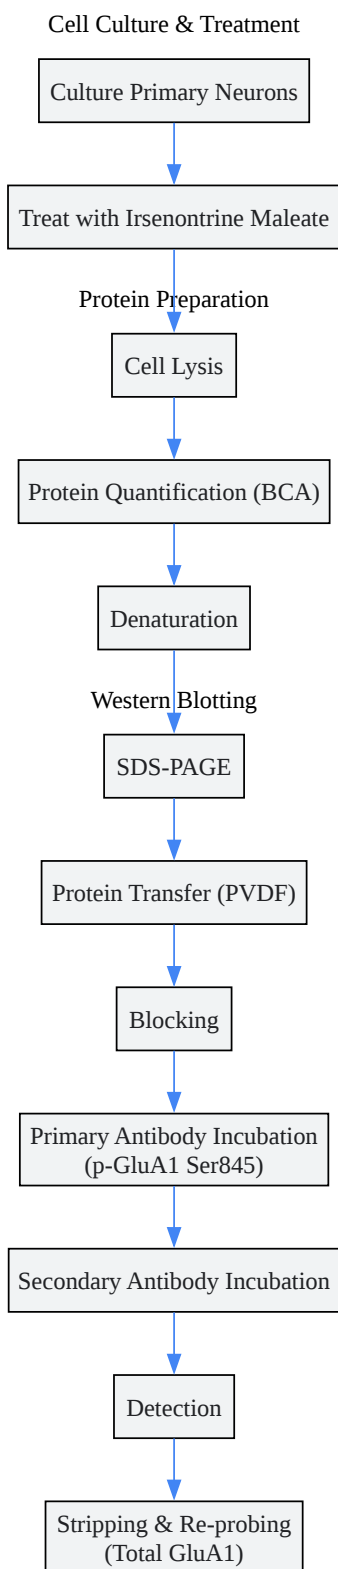 Cell Culture & Treatment
Culture Primary Neurons
Treat with Irsenontrine Maleate
Protein Preparation
Cell Lysis
Protein Quantification (BCA)
Denaturation
Western Blotting
SDS-PAGE
Protein Transfer (PVDF)
Blocking
Primary Antibody Incubation
(p-GluA1 Ser845)
Secondary Antibody Incubation
Detection
Stripping & Re-probing
(Total GluA1)